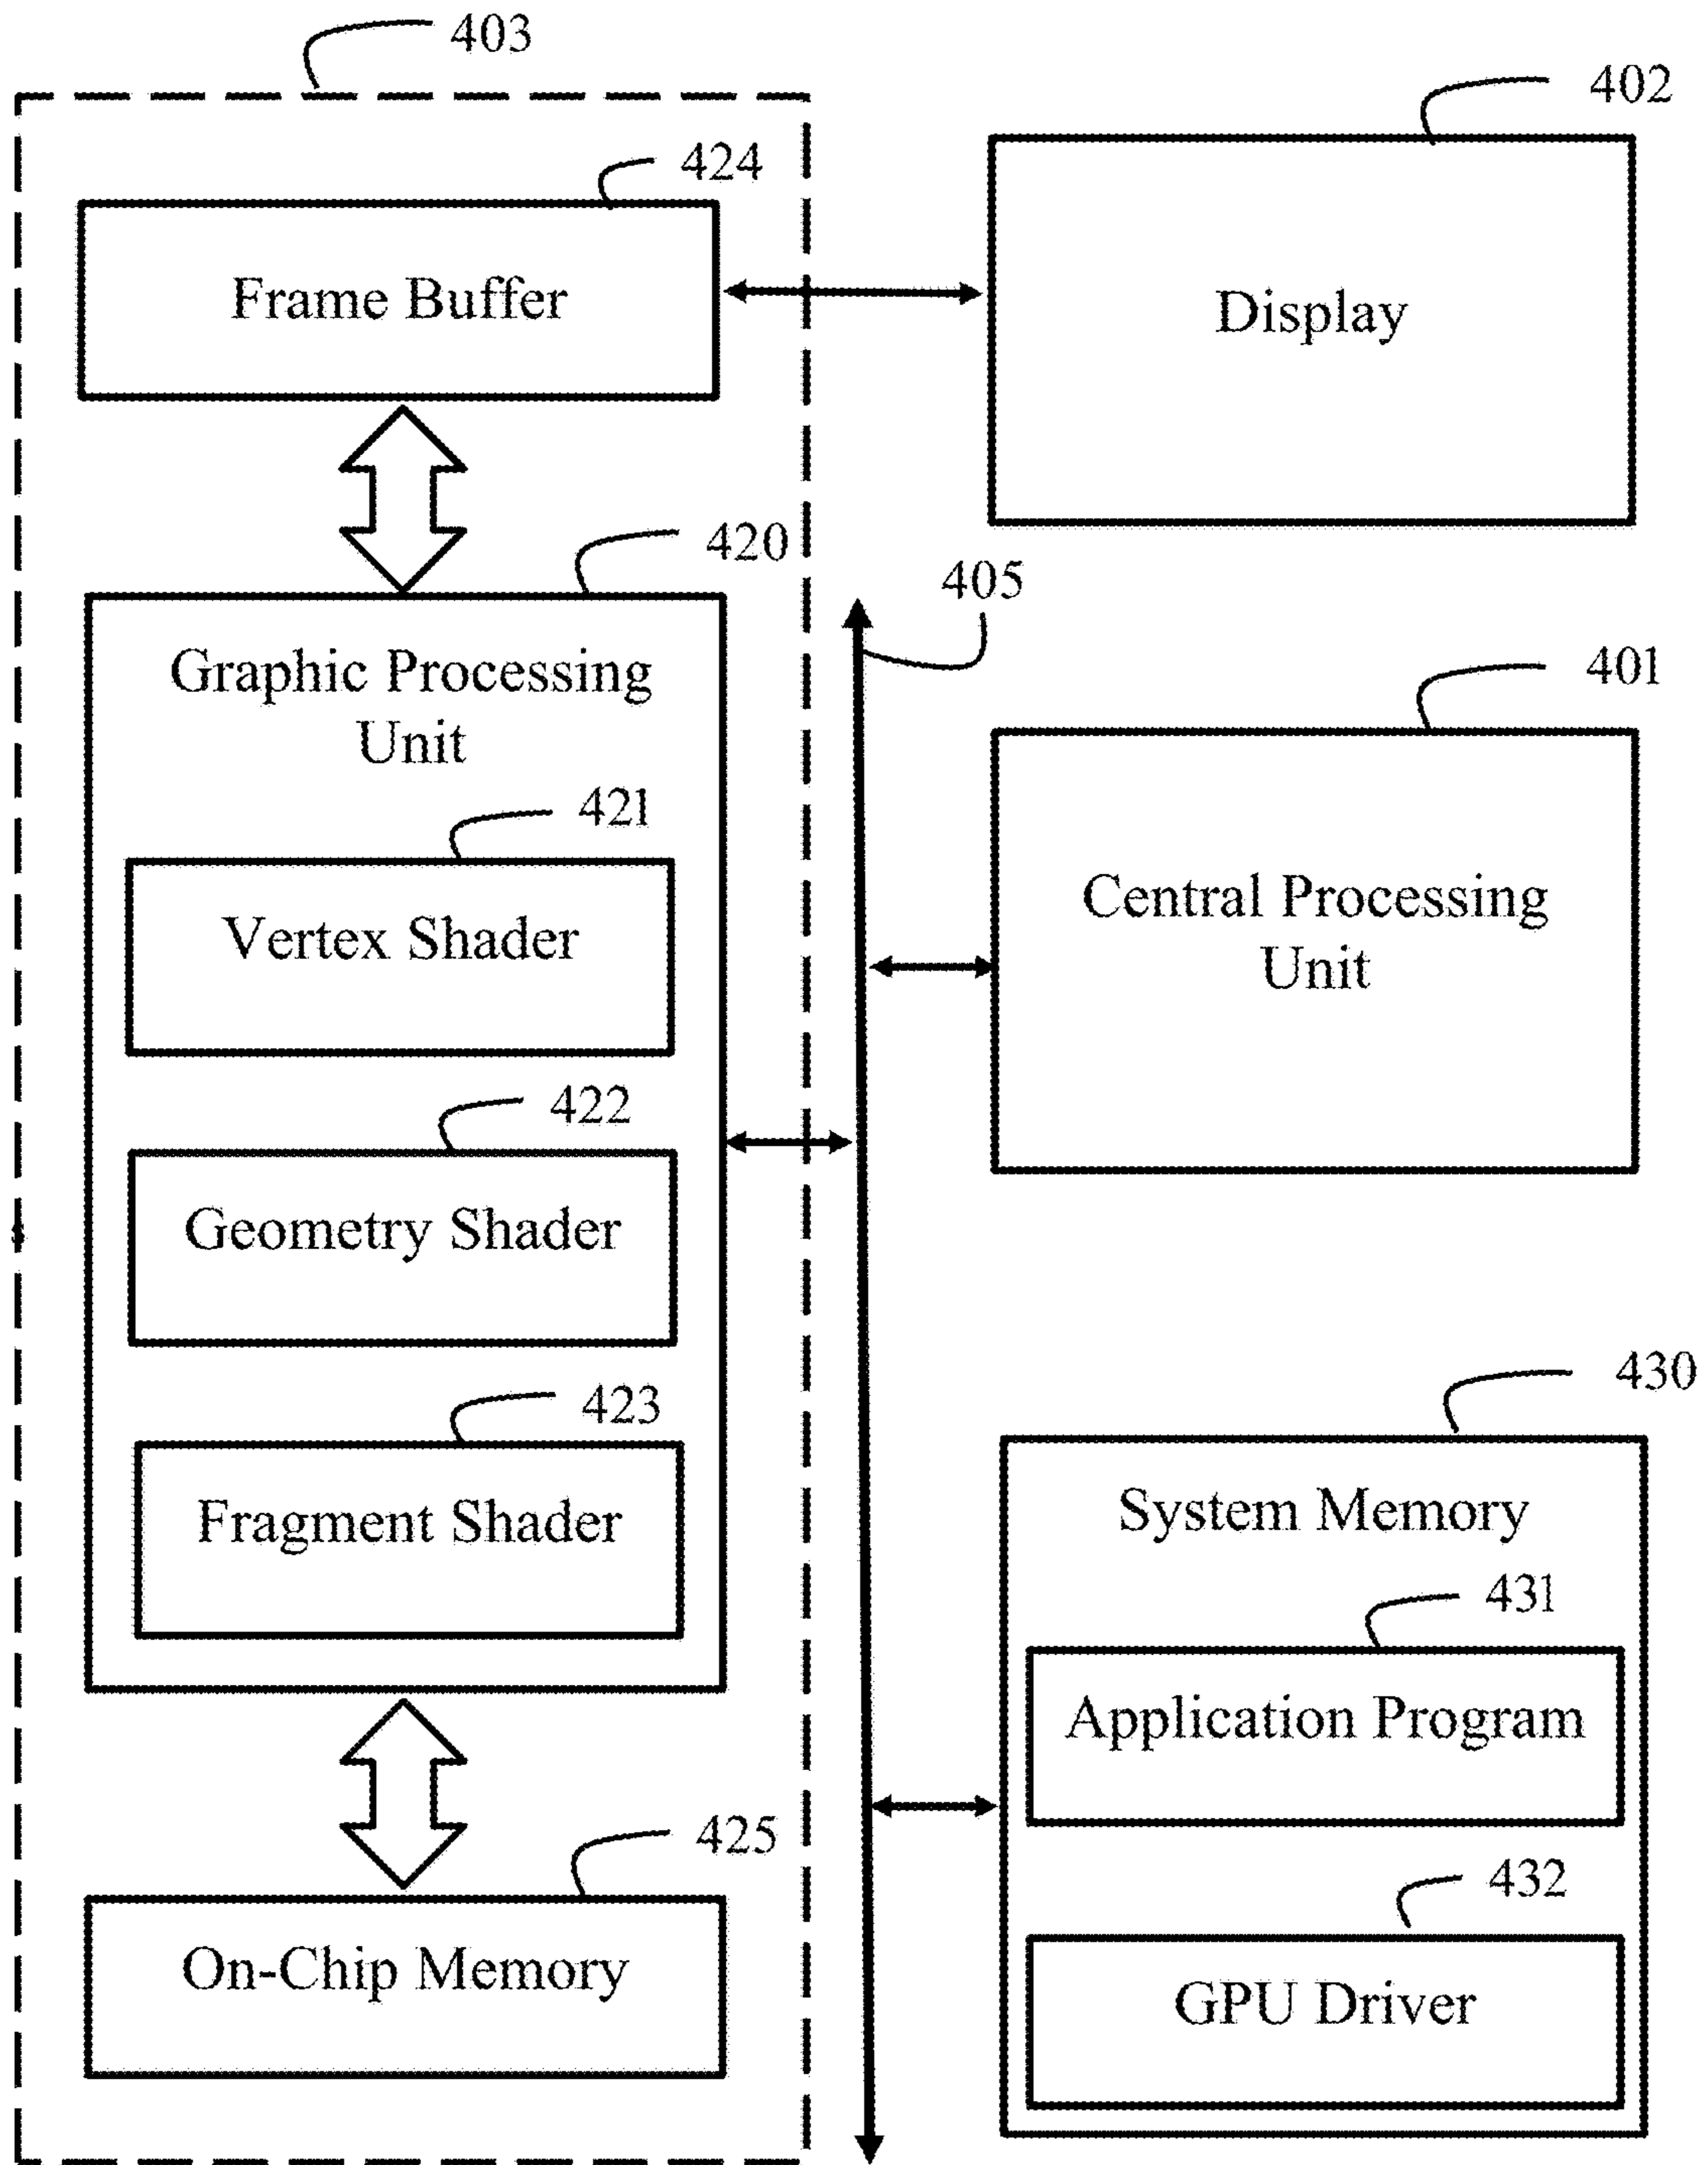 403
424
Frame Buffer
402
Display
420
Graphic Processing
Unit
421
Vertex Shader
422
Geometry Shader
423
Fragment Shader
425
On-Chip Memory
405
401
Central Processing
Unit
430
System Memory
431
Application Program
432
GPU Driver